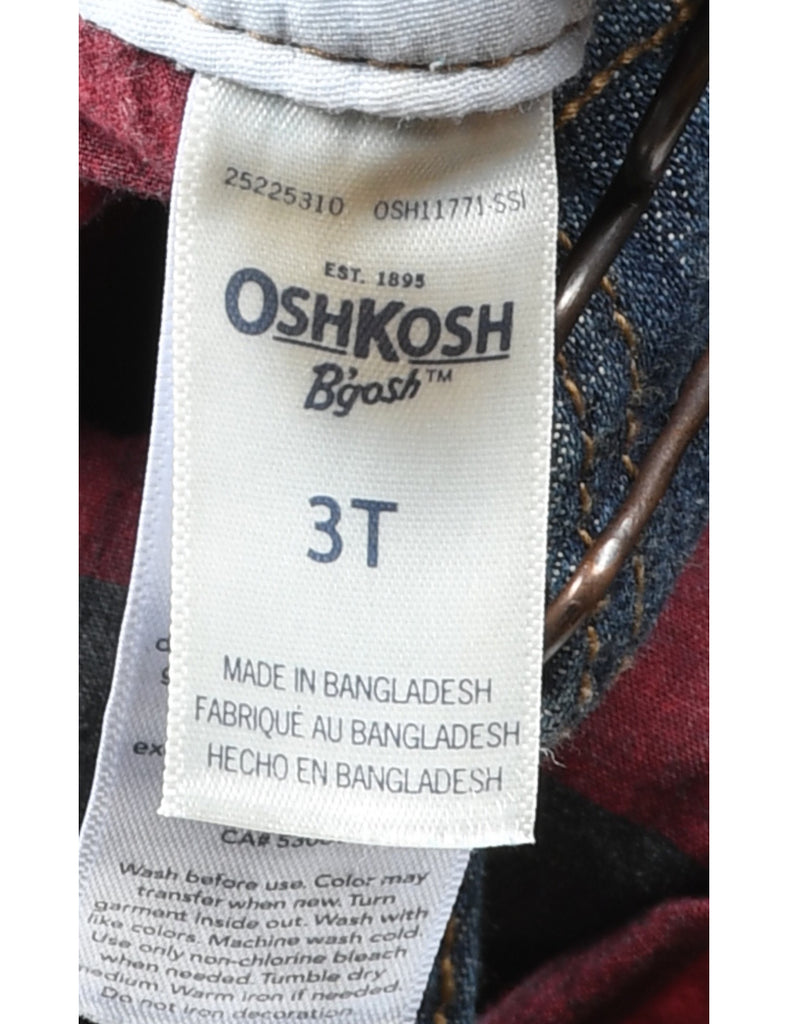 25225310 OSH11771-SSI
EST. 1895
OSHKOSH
B'gosh™
3T
MADE IN BANGLADESH
FABRIQUÉ AU BANGLADESH
HECHO EN BANGLADESH
ex
CA#
Wash before use. Color may
transfer when new. Turn
garment inside out. Wash with
like colors. Machine wash cold.
Use only non-chlorine bleach
when needed. Tumble dry
medium. Warm iron if needed.
Do not iron decoration.